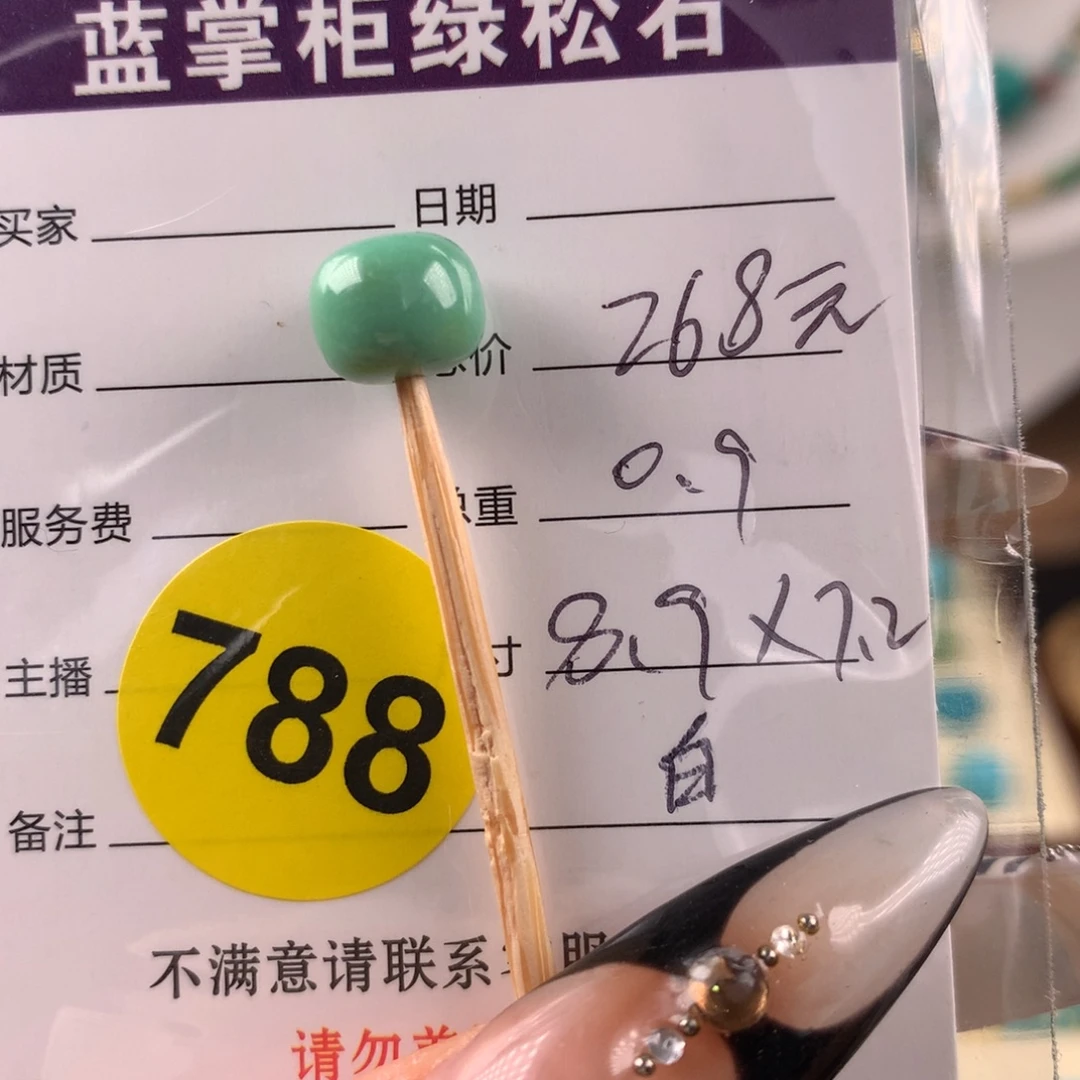 蓝掌柜绿松石
买家 日期
材质 总价 268元
服务费 总重 0.9
788
主播 寸 8.9×7.2
白
备注
不满意请联系
请勿